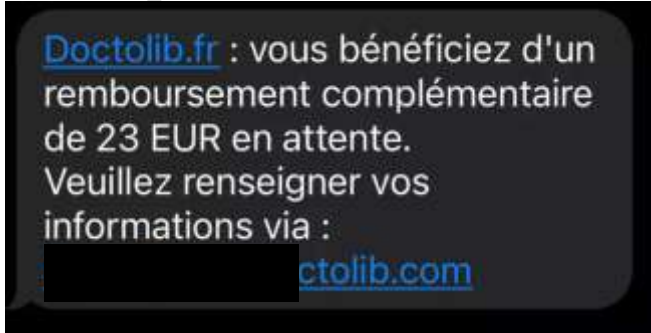 Doctolib.fr : vous bénéficiez d'un
remboursement complémentaire
de 23 EUR en attente.
Veuillez renseigner vos
informations via :
ctolib.com